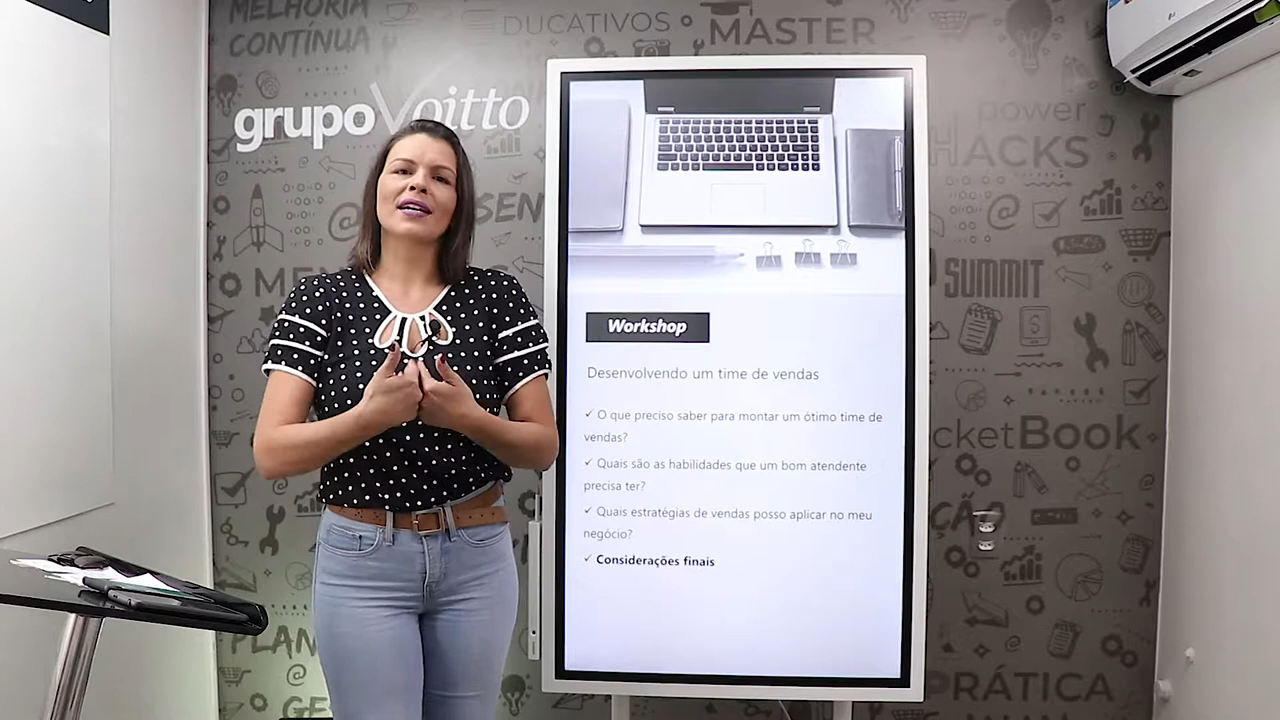 MELHORIA
CONTÍNUA
DUCATIVOS
MASTER
grupoVoitto
power
HACKS
SUMMIT
cketBook
PRÁTICA
PLAN
Workshop
Desenvolvendo um time de vendas
✓ O que preciso saber para montar um ótimo time de
vendas?
✓ Quais são as habilidades que um bom atendente
precisa ter?
✓ Quais estratégias de vendas posso aplicar no meu
negócio?
✓ Considerações finais